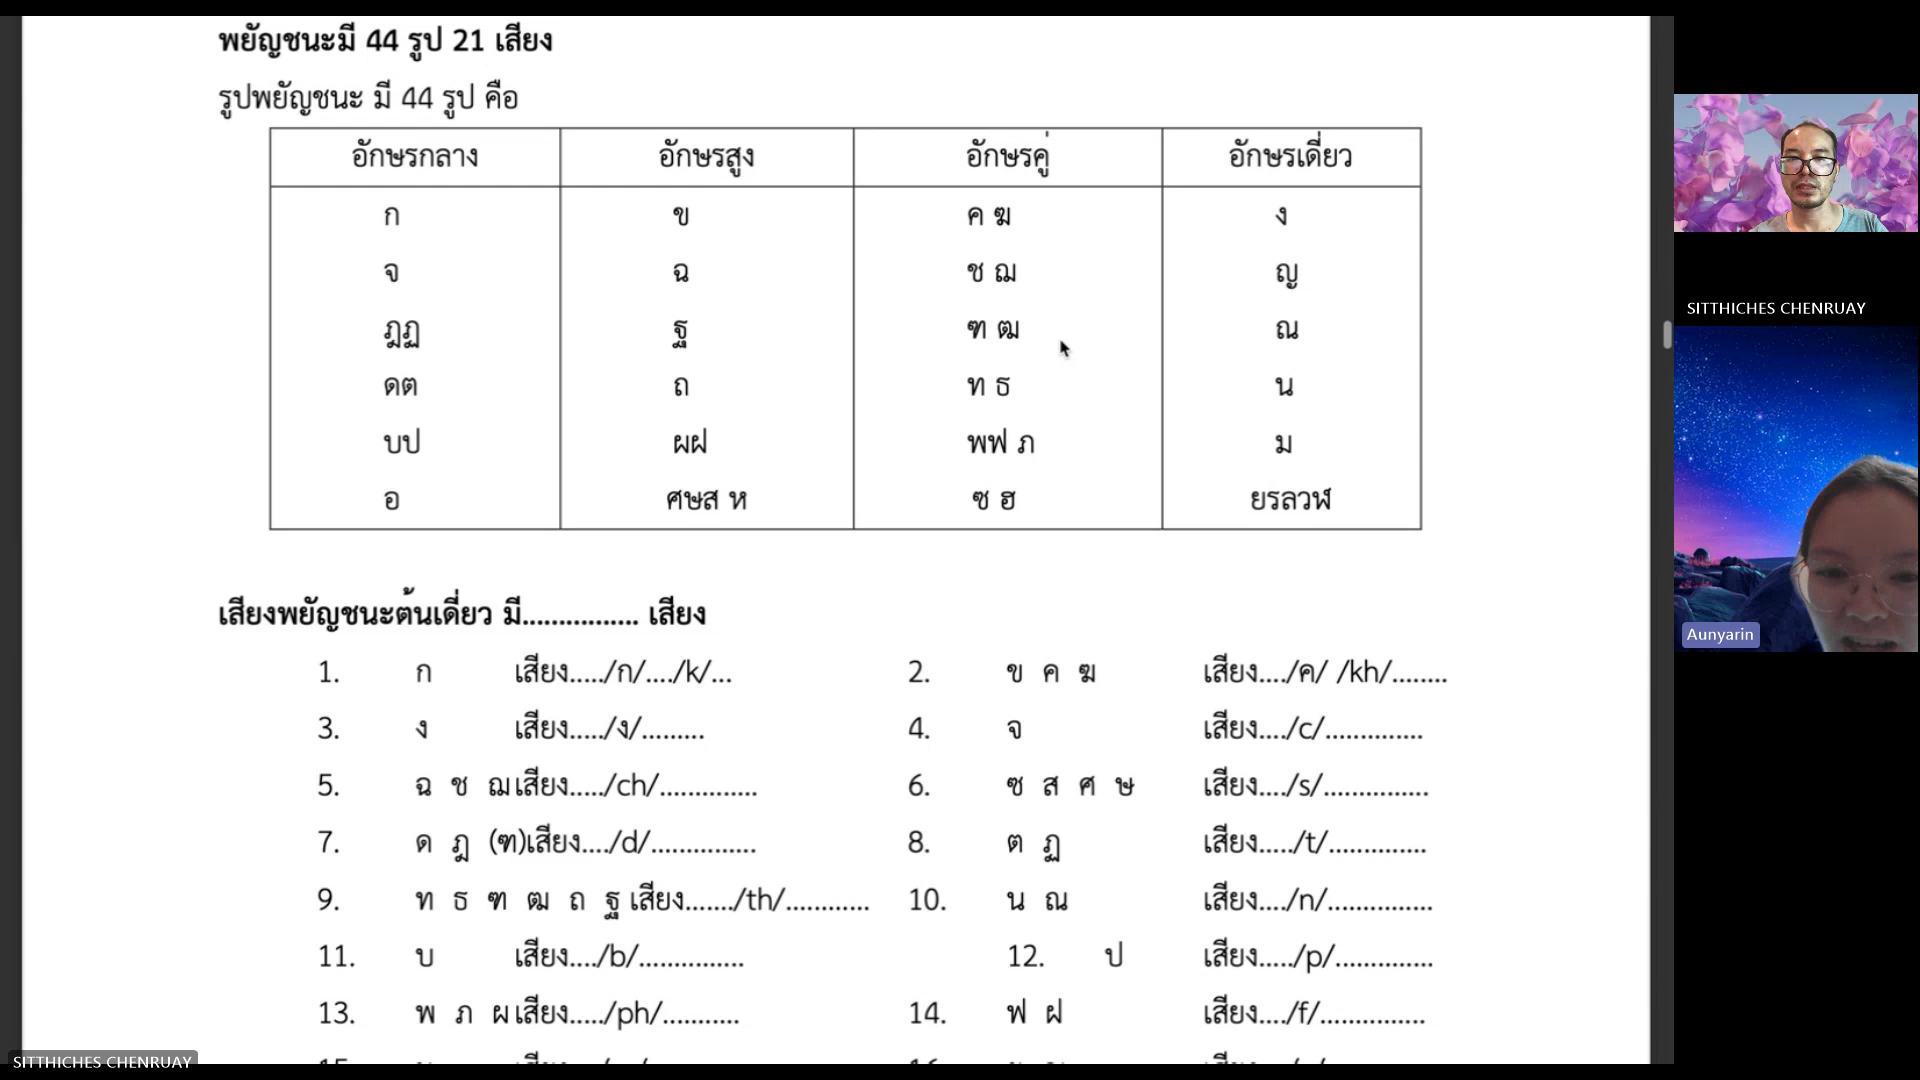 พยัญชนะมี 44 รูป 21 เสียง
รูปพยัญชนะ มี 44 รูป คือ
อักษรกลาง อักษรสูง อักษรคู่ อักษรเดี่ยว
ก ข ค ฆ ง
จ ฉ ช ฌ ญ
ฎฏ ฐ ฑ ฒ ณ
ดต ถ ท ธ น
บป ผฝ พฟ ภ ม
อ ศษส ห ซ ฮ ยรลวฬ
เสียงพยัญชนะต้นเดี่ยว มี................ เสียง
1. ก เสียง...../ก/..../k/... 2. ข ค ฆ เสียง..../ค/ /kh/........
3. ง เสียง...../ง/......... 4. จ เสียง..../c/..............
5. ฉ ช ฌ เสียง...../ch/.............. 6. ซ ส ศ ษ เสียง..../s/...............
7. ด ฎ (ฑ)เสียง..../d/............... 8. ต ฏ เสียง...../t/..............
9. ท ธ ฑ ฒ ถ ฐ เสียง......./th/............ 10. น ณ เสียง..../n/...............
11. บ เสียง..../b/............... 12. ป เสียง...../p/..............
13. พ ภ ผ เสียง...../ph/........... 14. ฟ ฝ เสียง..../f/...............
SITTHICHES CHENRUAY
Aunyarin
SITTHICHES CHENRUAY